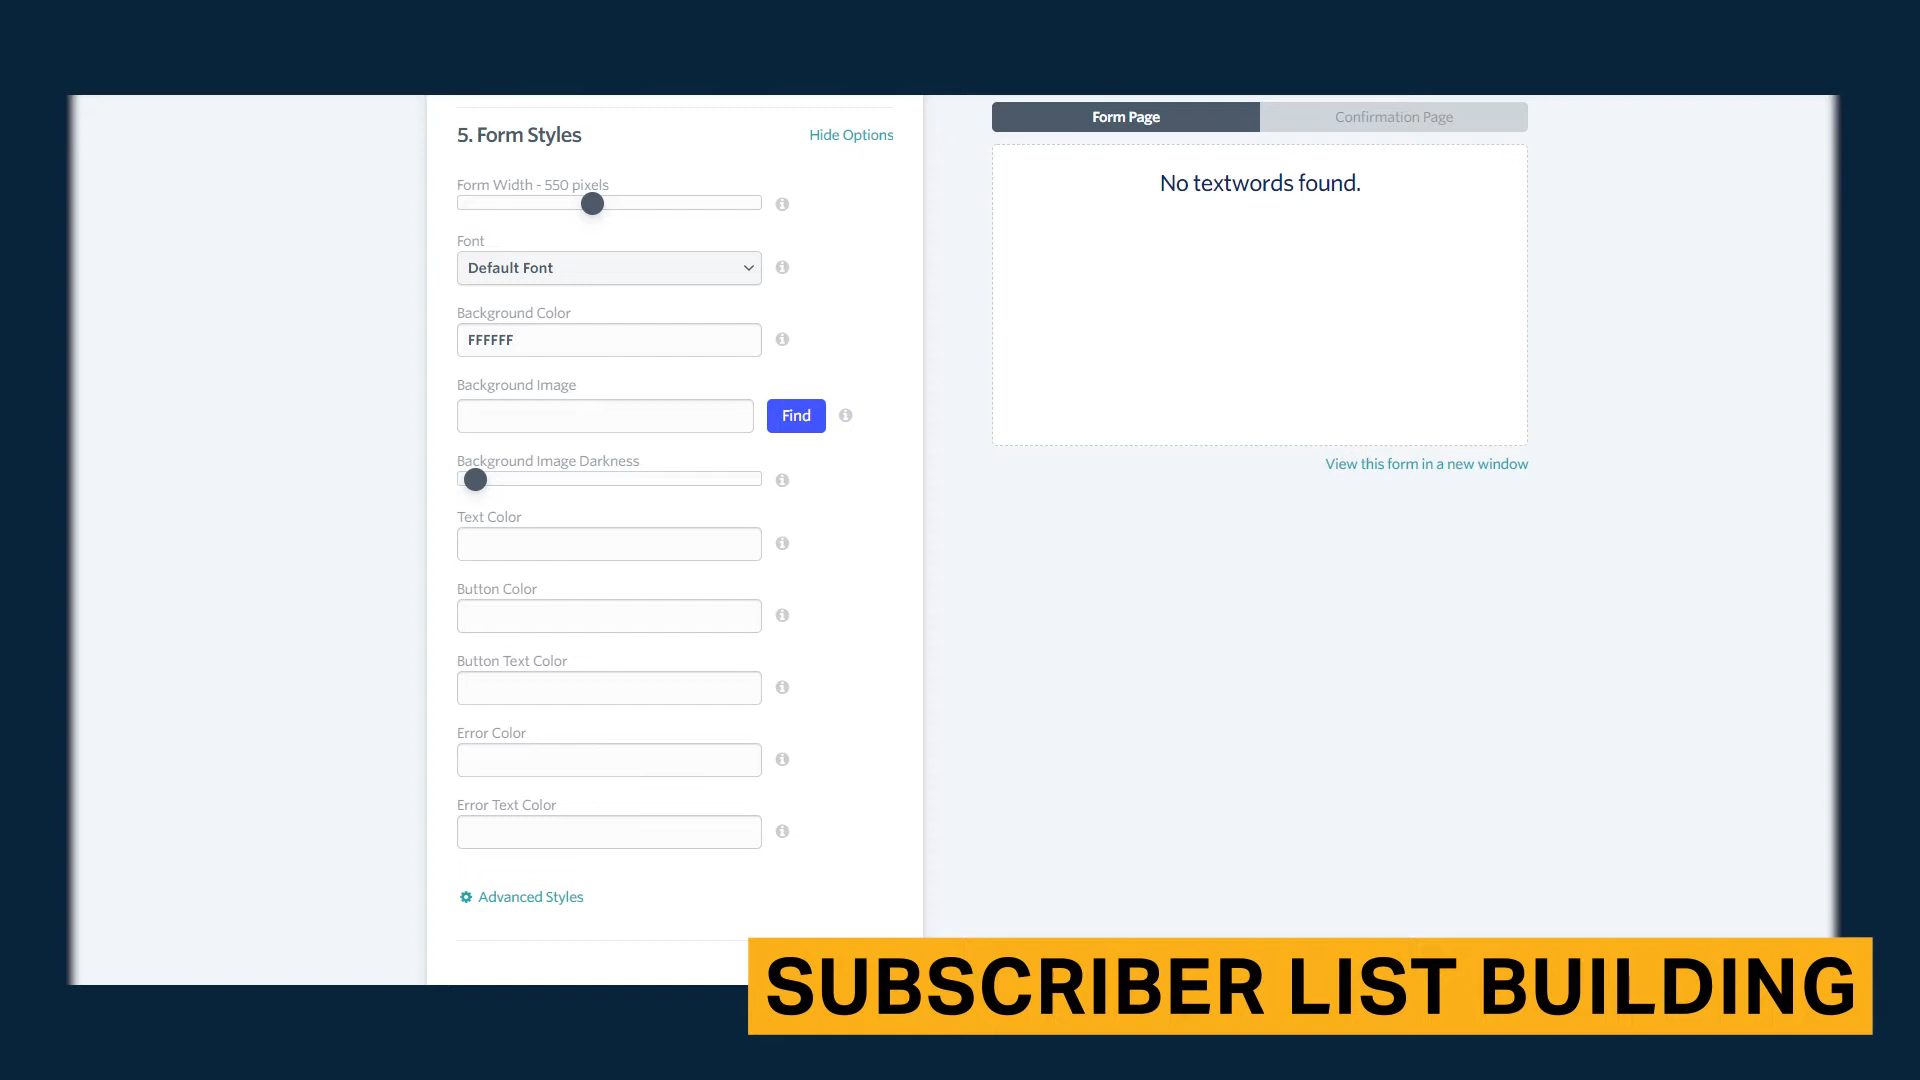 5. Form Styles
Hide Options
Form Width - 550 pixels
Font
Default Font
Background Color
FFFFFF
Background Image
Find
Background Image Darkness
Text Color
Button Color
Button Text Color
Error Color
Error Text Color
Advanced Styles
Form Page
Confirmation Page
No textwords found.
View this form in a new window
SUBSCRIBER LIST BUILDING